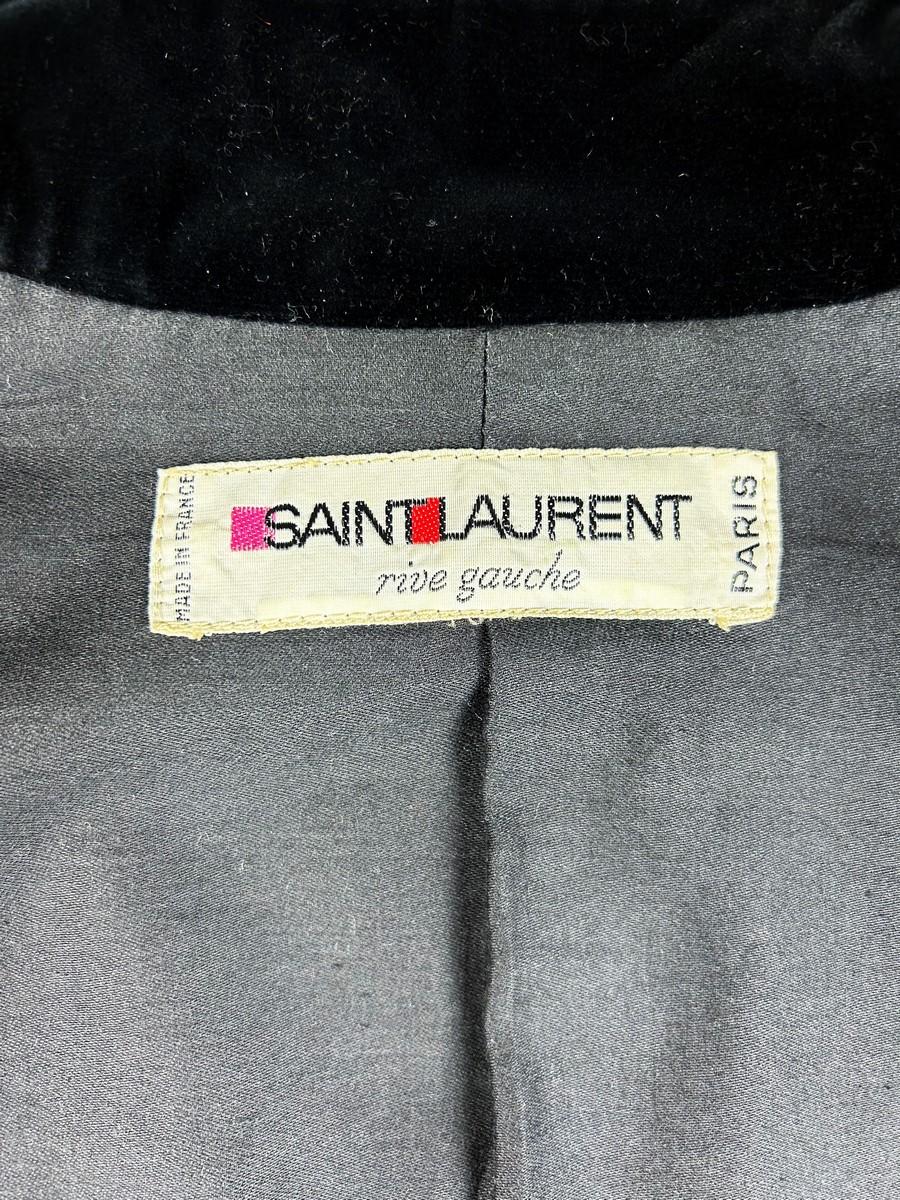 MADE IN FRANCE
SAINT LAURENT
rive gauche
PARIS